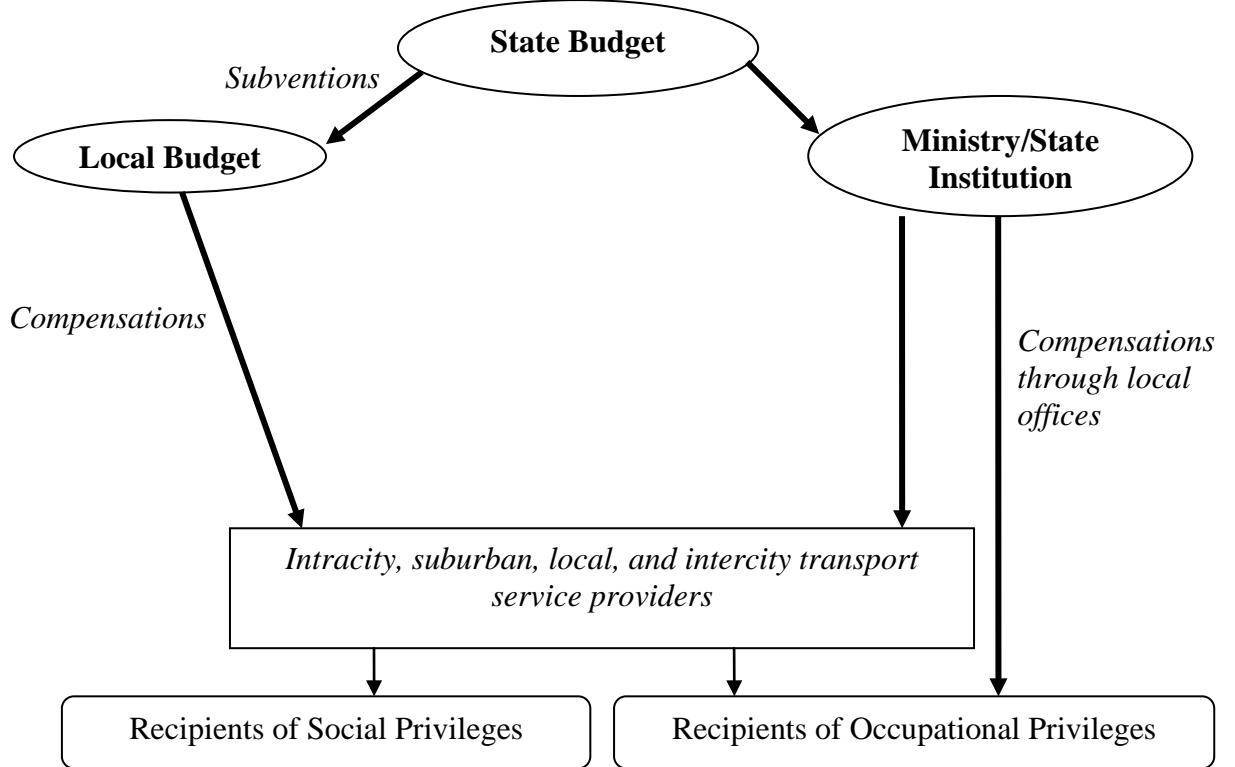 State Budget
Subventions
Local Budget
Ministry/State
Institution
Compensations
Compensations
through local
offices
Intracity, suburban, local, and intercity transport
service providers
Recipients of Social Privileges
Recipients of Occupational Privileges